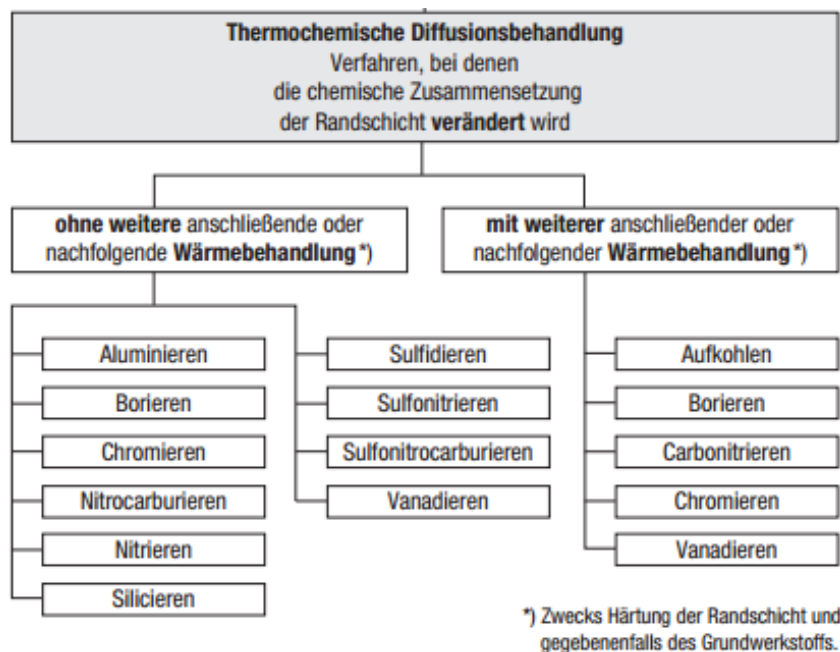 Thermochemische Diffusionsbehandlung
Verfahren, bei denen
die chemische Zusammensetzung
der Randschicht verändert wird
ohne weitere anschließende oder
nachfolgende Wärmebehandlung *)
mit weiterer anschließender oder
nachfolgender Wärmebehandlung *)
Aluminieren
Borieren
Chromieren
Nitrocarburieren
Nitrieren
Silicieren
Sulfidieren
Sulfonitrieren
Sulfonitrocarburieren
Vanadieren
Aufkohlen
Borieren
Carbonitrieren
Chromieren
Vanadieren
*) Zwecks Härtung der Randschicht und
gegebenenfalls des Grundwerkstoffs.